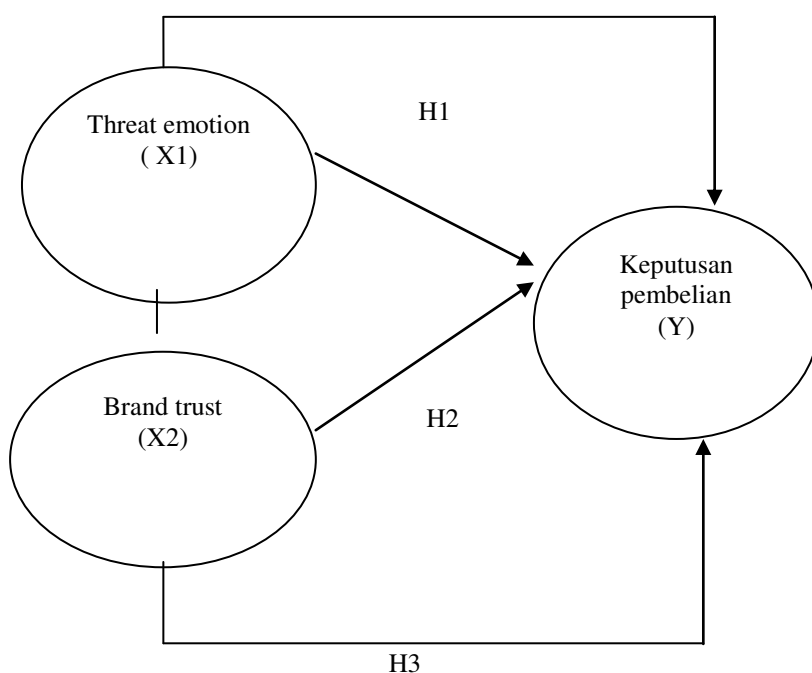 Threat emotion
( X1)
H1
Keputusan
pembelian
(Y)
Brand trust
(X2)
H2
H3